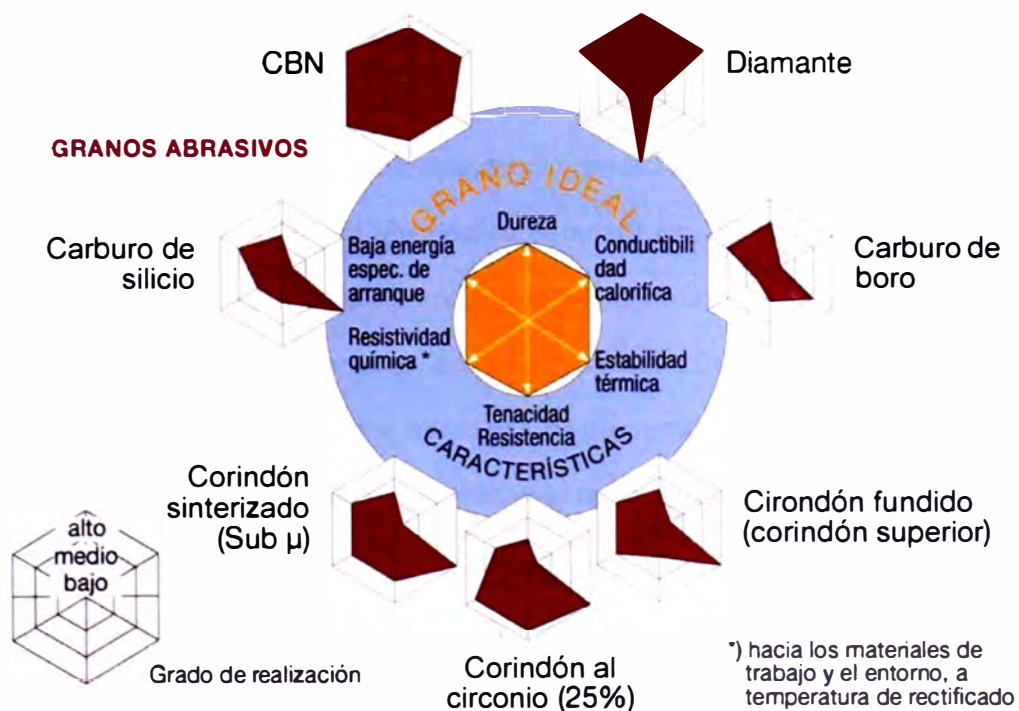 CBN
Diamante
GRANOS ABRASIVOS
GRANO IDEAL
Dureza
Carburo de
silicio
Baja energía
espec. de
arranque
Conductibili
dad
calorifíca
Carburo de
boro
Resistividad
química *
Estabilidad
térmica
Tenacidad
Resistencia
CARACTERÍSTICAS
Corindón
sinterizado
(Sub µ)
Cirondón fundido
(corindón superior)
alto
medio
bajo
Grado de realización
Corindón al
circonio (25%)
*) hacia los materiales de
trabajo y el entorno, a
temperatura de rectificado